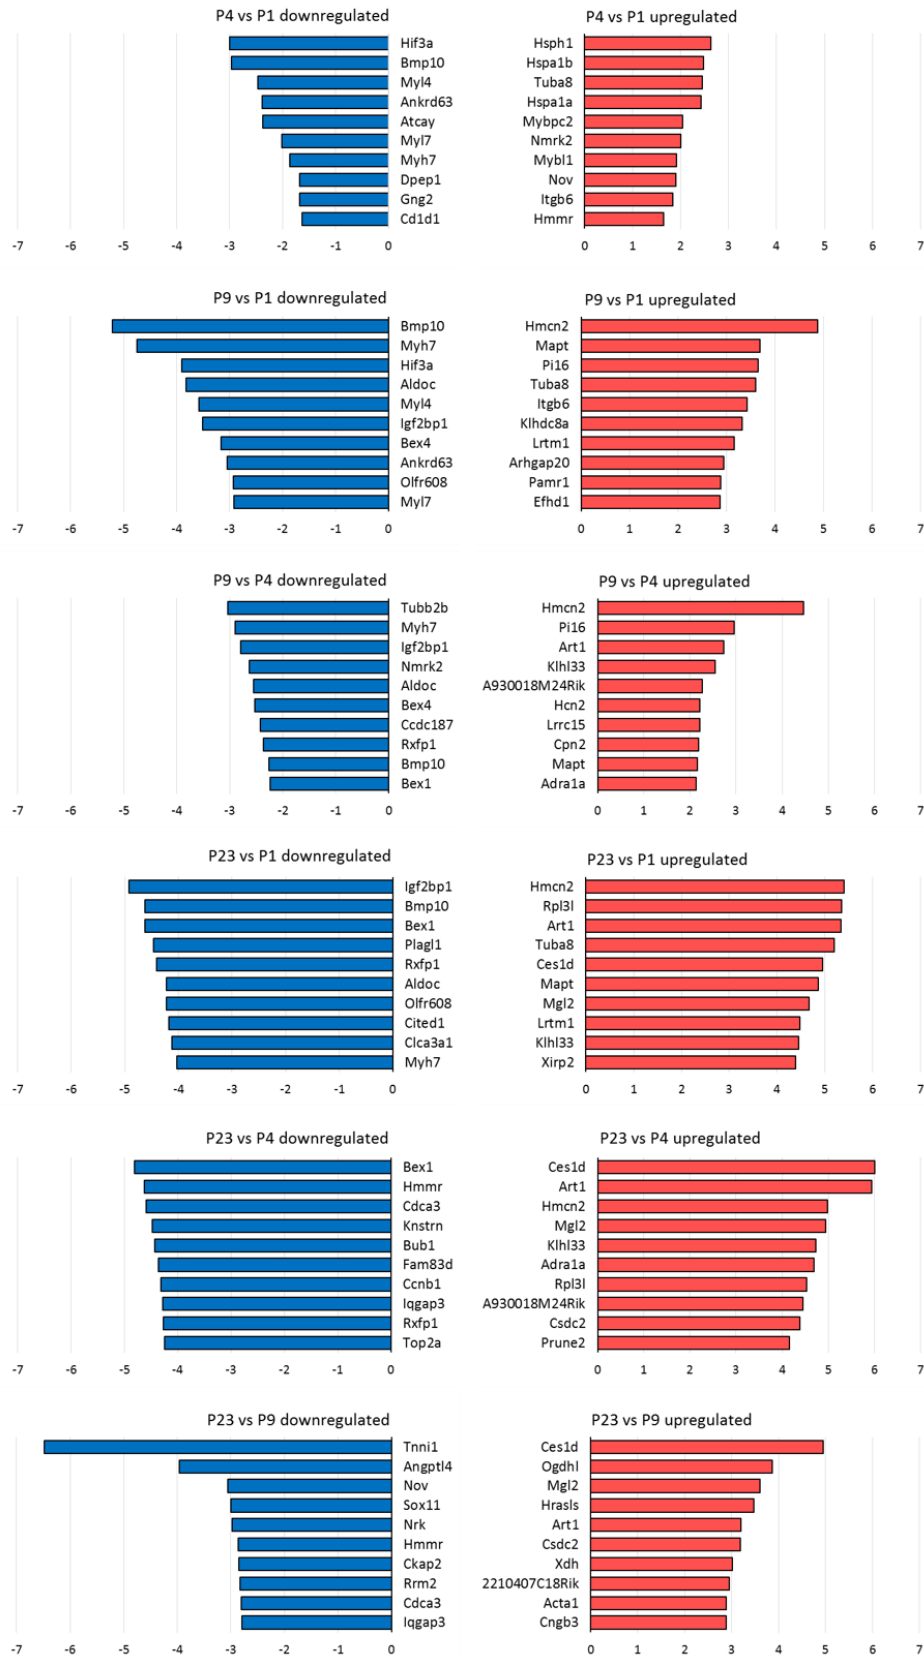 P4 vs P1 downregulated
Hif3a
Bmp10
Myl4
Ankrd63
Atcay
Myl7
Myh7
Dpep1
Gng2
Cd1d1
-7 -6 -5 -4 -3 -2 -1 0
P4 vs P1 upregulated
Hsph1
Hspa1b
Tuba8
Hspa1a
Mybpc2
Nmrk2
Mybl1
Nov
Itgb6
Hmmr
0 1 2 3 4 5 6 7
P9 vs P1 downregulated
Bmp10
Myh7
Hif3a
Aldoc
Myl4
Igf2bp1
Bex4
Ankrd63
Olfr608
Myl7
-7 -6 -5 -4 -3 -2 -1 0
P9 vs P1 upregulated
Hmcn2
Mapt
Pi16
Tuba8
Itgb6
Klhdc8a
Lrtm1
Arhgap20
Pamr1
Efhd1
0 1 2 3 4 5 6 7
P9 vs P4 downregulated
Tubb2b
Myh7
Igf2bp1
Nmrk2
Aldoc
Bex4
Ccdc187
Rxfp1
Bmp10
Bex1
-7 -6 -5 -4 -3 -2 -1 0
P9 vs P4 upregulated
Hmcn2
Pi16
Art1
Klhl33
A930018M24Rik
Hcn2
Lrrc15
Cpn2
Mapt
Adra1a
0 1 2 3 4 5 6 7
P23 vs P1 downregulated
Igf2bp1
Bmp10
Bex1
Plagl1
Rxfp1
Aldoc
Olfr608
Cited1
Clca3a1
Myh7
-7 -6 -5 -4 -3 -2 -1 0
P23 vs P1 upregulated
Hmcn2
Rpl3l
Art1
Tuba8
Ces1d
Mapt
Mgl2
Lrtm1
Klhl33
Xirp2
0 1 2 3 4 5 6 7
P23 vs P4 downregulated
Bex1
Hmmr
Cdca3
Knstrn
Bub1
Fam83d
Ccnb1
Iqgap3
Rxfp1
Top2a
-7 -6 -5 -4 -3 -2 -1 0
P23 vs P4 upregulated
Ces1d
Art1
Hmcn2
Mgl2
Klhl33
Adra1a
Rpl3l
A930018M24Rik
Csdc2
Prune2
0 1 2 3 4 5 6 7
P23 vs P9 downregulated
Tnni1
Angptl4
Nov
Sox11
Nrk
Hmmr
Ckap2
Rrm2
Cdca3
Iqgap3
-7 -6 -5 -4 -3 -2 -1 0
P23 vs P9 upregulated
Ces1d
Ogdhl
Mgl2
Hrasls
Art1
Csdc2
Xdh
2210407C18Rik
Acta1
Cngb3
0 1 2 3 4 5 6 7